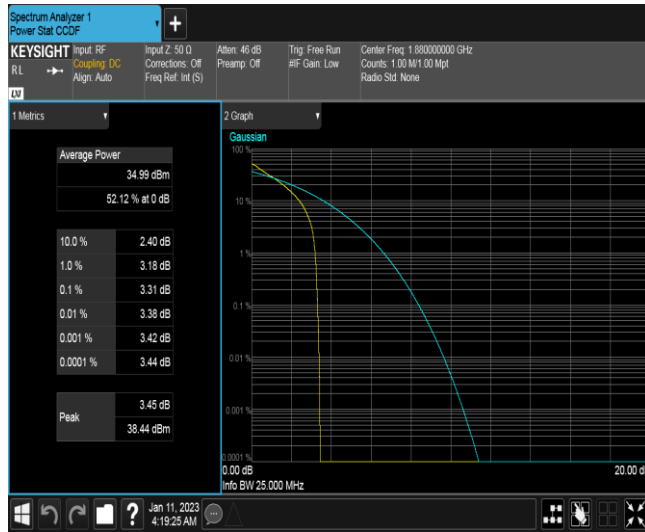 Spectrum Analyzer 1
Power Stat CCDF
+
KEYSIGHT
RL
LXI
Input: RF
Coupling: DC
Align: Auto
Input Z: 50 Ω
Corrections: Off
Freq Ref: Int (S)
Atten: 46 dB
Preamp: Off
Trig: Free Run
#IF Gain: Low
Center Freq: 1.880000000 GHz
Counts: 1.00 M/1.00 Mpt
Radio Std: None
1 Metrics
Average Power
34.99 dBm
52.12 % at 0 dB
10.0 % 2.40 dB
1.0 % 3.18 dB
0.1 % 3.31 dB
0.01 % 3.38 dB
0.001 % 3.42 dB
0.0001 % 3.44 dB
Peak
3.45 dB
38.44 dBm
2 Graph
Gaussian
100 %
10 %
1 %
0.1 %
0.01 %
0.001 %
0.0001 %
0.00 dB
20.00 d
Info BW 25.000 MHz
?
Jan 11, 2023
4:19:25 AM